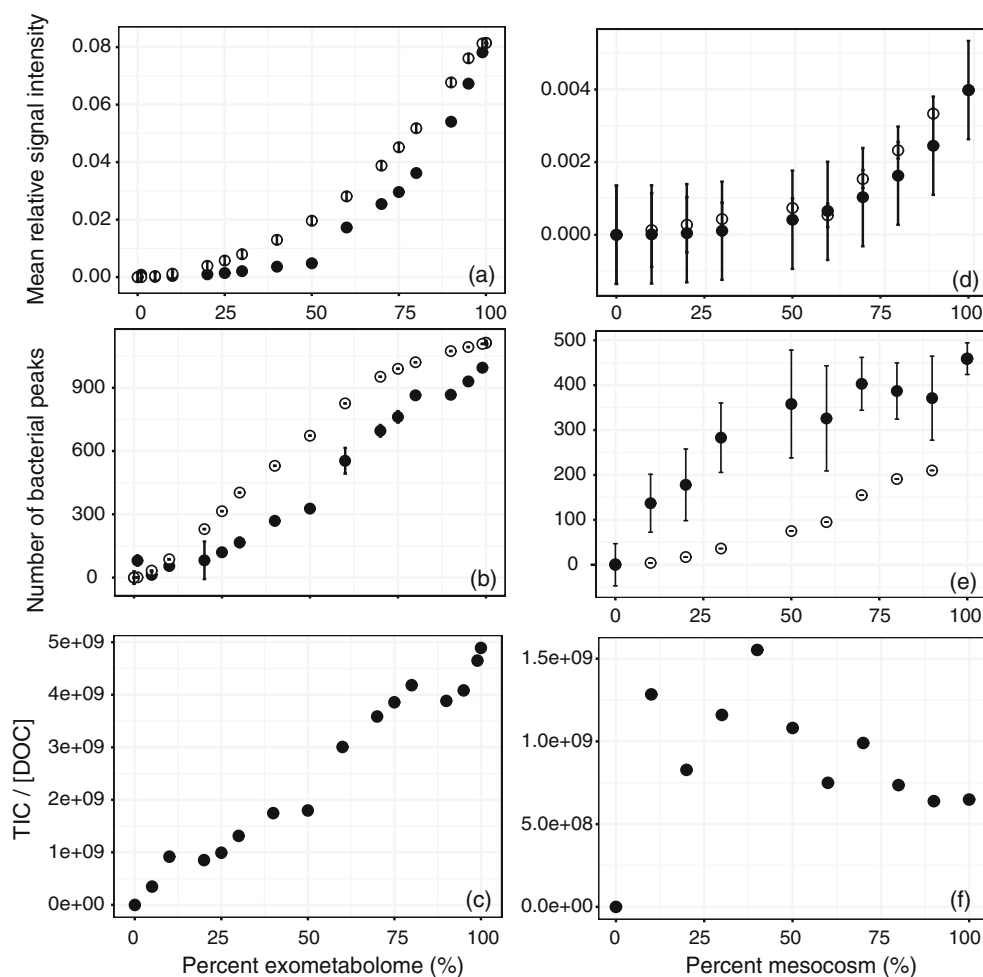 Mean relative signal intensity
0.08
0.06
0.04
0.02
0.00
(a)
0 25 50 75 100
0.004
0.002
0.000
(d)
0 25 50 75 100
Number of bacterial peaks
900
600
300
0
(b)
500
400
300
200
100
0
(e)
0 25 50 75 100
TIC / [DOC]
5e+09
4e+09
3e+09
2e+09
1e+09
0e+00
(c)
0 25 50 75 100
Percent exometabolome (%)
1.5e+09
1.0e+09
5.0e+08
0.0e+00
(f)
0 25 50 75 100
Percent mesocosm (%)